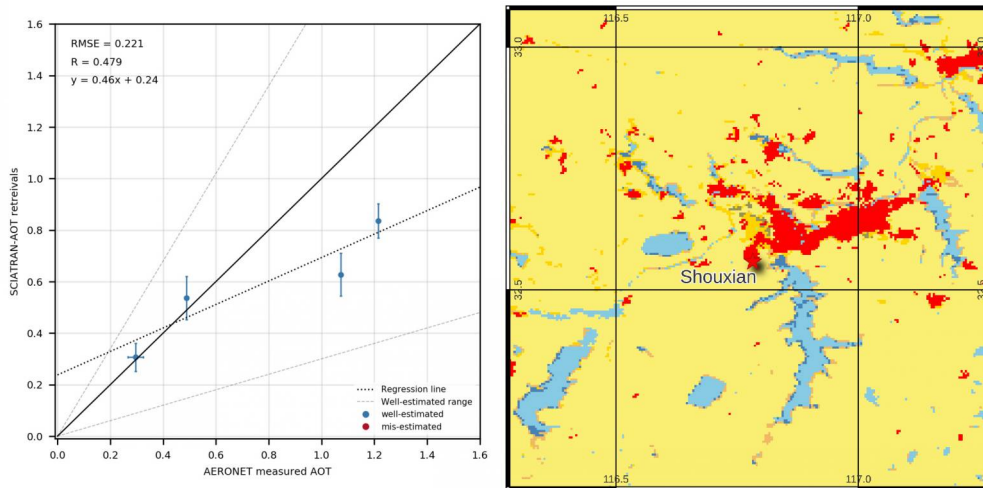 RMSE = 0.221
R = 0.479
y = 0.46x + 0.24
1.6
1.4
1.2
1.0
0.8
0.6
0.4
0.2
0.0
SCIATRAN-AOT retreivals
0.0 0.2 0.4 0.6 0.8 1.0 1.2 1.4 1.6
AERONET measured AOT
Regression line
Well-estimated range
well-estimated
mis-estimated
116.5 117.0
33.0
32.5
Shouxian
32.5
116.5 117.0